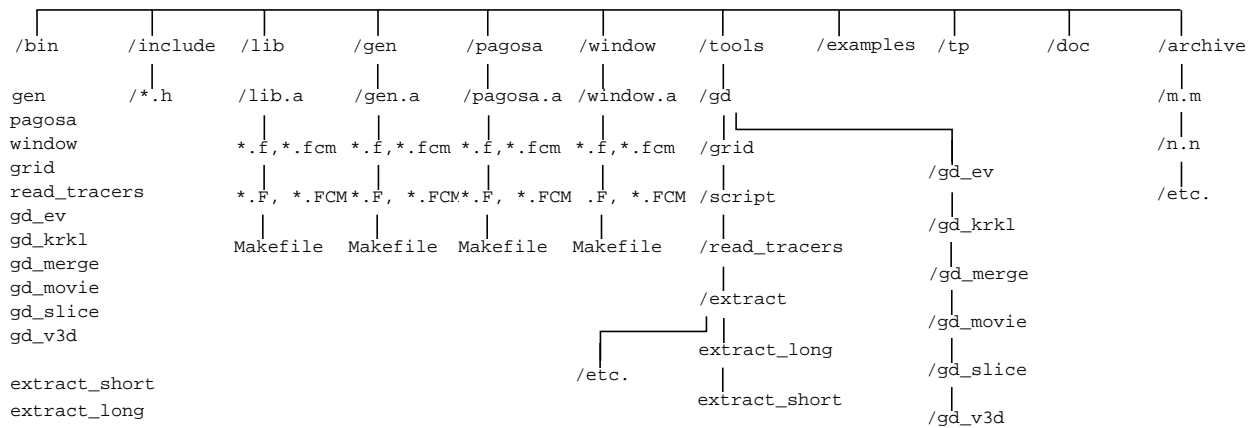 /bin /include /lib /gen /pagosa /window /tools /examples /tp /doc /archive
gen /*.h /lib.a /gen.a /pagosa.a /window.a /gd /m.m
pagosa
window *.f,*.fcm *.f,*.fcm *.f,*.fcm *.f,*.fcm /grid /n.n
grid /gd_ev
read_tracers *.F, *.FCM *.F, *.FCM *.F, *.FCM .F, *.FCM /script /etc.
gd_ev /gd_krkl
gd_krkl Makefile Makefile Makefile Makefile /read_tracers
gd_merge /gd_merge
gd_movie /extract
gd_slice /gd_movie
gd_v3d extract_long
/etc. /gd_slice
extract_short extract_short
extract_long /gd_v3d